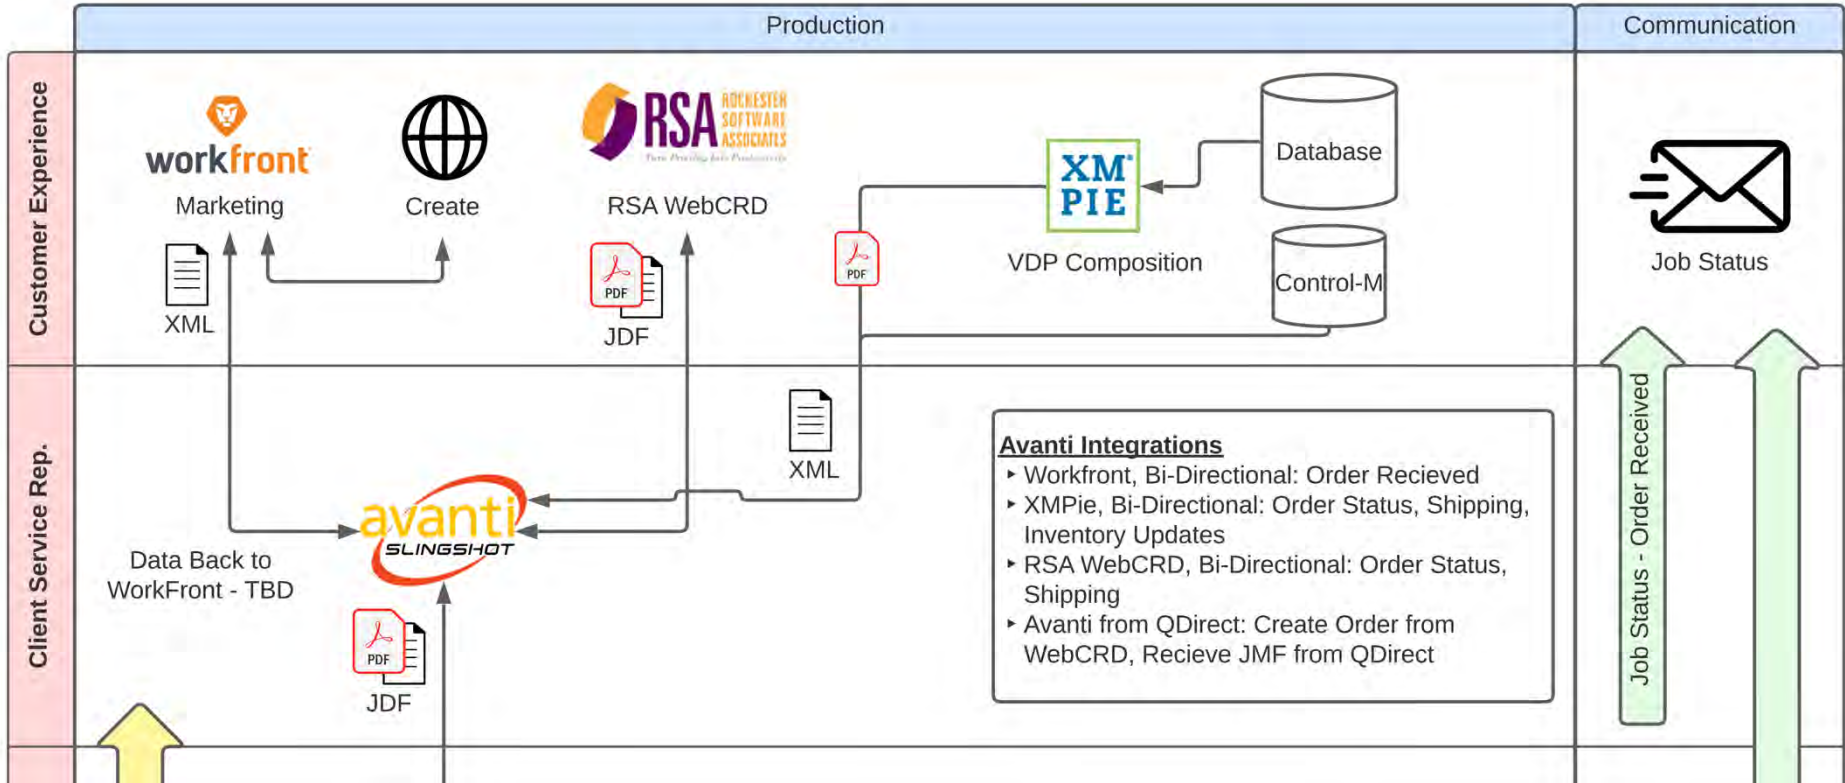 Production
Communication
Customer Experience
workfront
Marketing
Create
RSA
ROCHESTER
SOFTWARE
ASSOCIATES
RSA WebCRD
XM
PIE
VDP Composition
Database
Control-M
Job Status
XML
PDF
JDF
PDF
Client Service Rep.
XML
avanti
SLINGSHOT
Data Back to
WorkFront - TBD
PDF
JDF
Avanti Integrations
‣ Workfront, Bi-Directional: Order Recieved
‣ XMPie, Bi-Directional: Order Status, Shipping,
Inventory Updates
‣ RSA WebCRD, Bi-Directional: Order Status,
Shipping
‣ Avanti from QDirect: Create Order from
WebCRD, Recieve JMF from QDirect
Job Status - Order Received